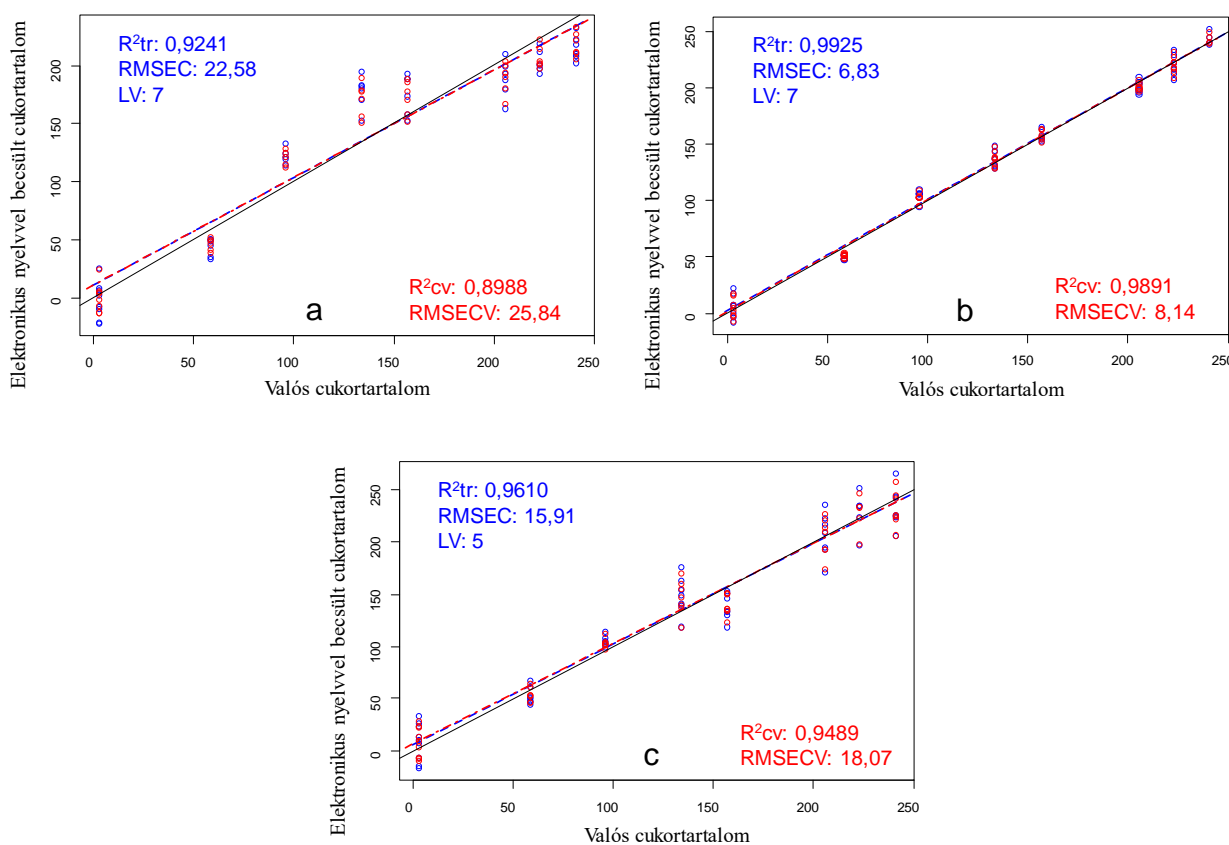 Elektronikus nyelvvel becsült cukortartalom
R²tr: 0,9241
RMSEC: 22,58
LV: 7
200
150
100
50
0
a
R²cv: 0,8988
RMSECV: 25,84
0 50 100 150 200 250
Valós cukortartalom
Elektronikus nyelvvel becsült cukortartalom
R²tr: 0,9925
RMSEC: 6,83
LV: 7
250
200
150
100
50
0
b
R²cv: 0,9891
RMSECV: 8,14
0 50 100 150 200 250
Valós cukortartalom
Elektronikus nyelvvel becsült cukortartalom
R²tr: 0,9610
RMSEC: 15,91
LV: 5
250
200
150
100
50
0
c
R²cv: 0,9489
RMSECV: 18,07
0 50 100 150 200 250
Valós cukortartalom